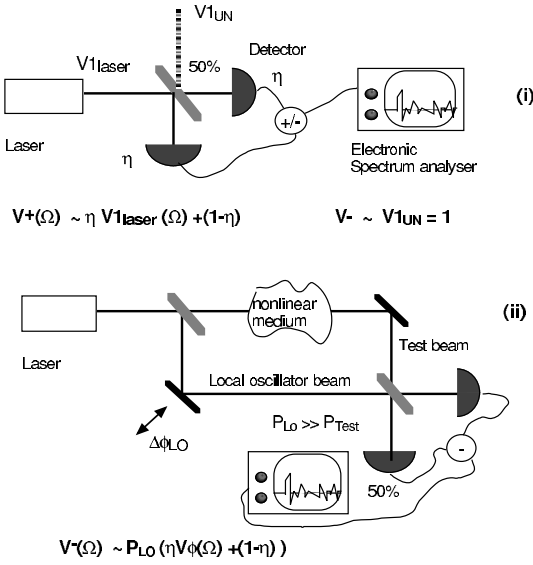 V1UN
V1laser
50%
Detector
η
+/-
(i)
Laser
η
Electronic
Spectrum analyser
V+(Ω) ~ η V1laser (Ω) +(1-η)
V- ~ V1UN = 1
nonlinear
medium
(ii)
Laser
Test beam
Local oscillator beam
PLo >> PTest
ΔϕLO
-
50%
V-(Ω) ~ PLO (ηVϕ(Ω) +(1-η) )